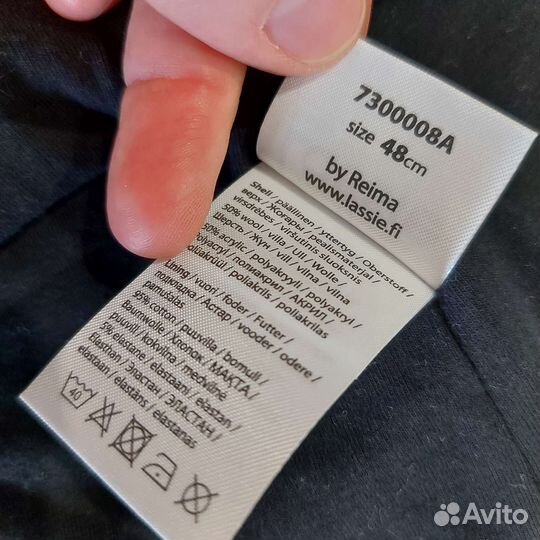 7300008A
size 48cm
by Reima
www.lassie.fi
Shell / päällinen / yttertyg / Oberstoff /
верх / Жоғары / pealismaterjal /
virsdrēbes / viršutinis sluoksnis
50% wool / villa / Ull / Wolle /
Шерсть / Жүн / vill / vilna / vilna
50% acrylic / polyakryyli / polyakryl /
Polyacryl / полиакрил / АКРИЛ /
polüakrüül / poliakrils / poliakrilas
Lining / vuori / foder / Futter /
подкладка / Астар / vooder / odere /
pamušalas
95% cotton / puuvilla / bomull /
Baumwolle / Хлопок / МАҚТА /
puuvill / kokvilna / medvilnė
5% elastane / elastaani / elastan /
Elasthan / Эластан / ЭЛАСТАН /
elastaan / elastāns / elastanas
40
Avito